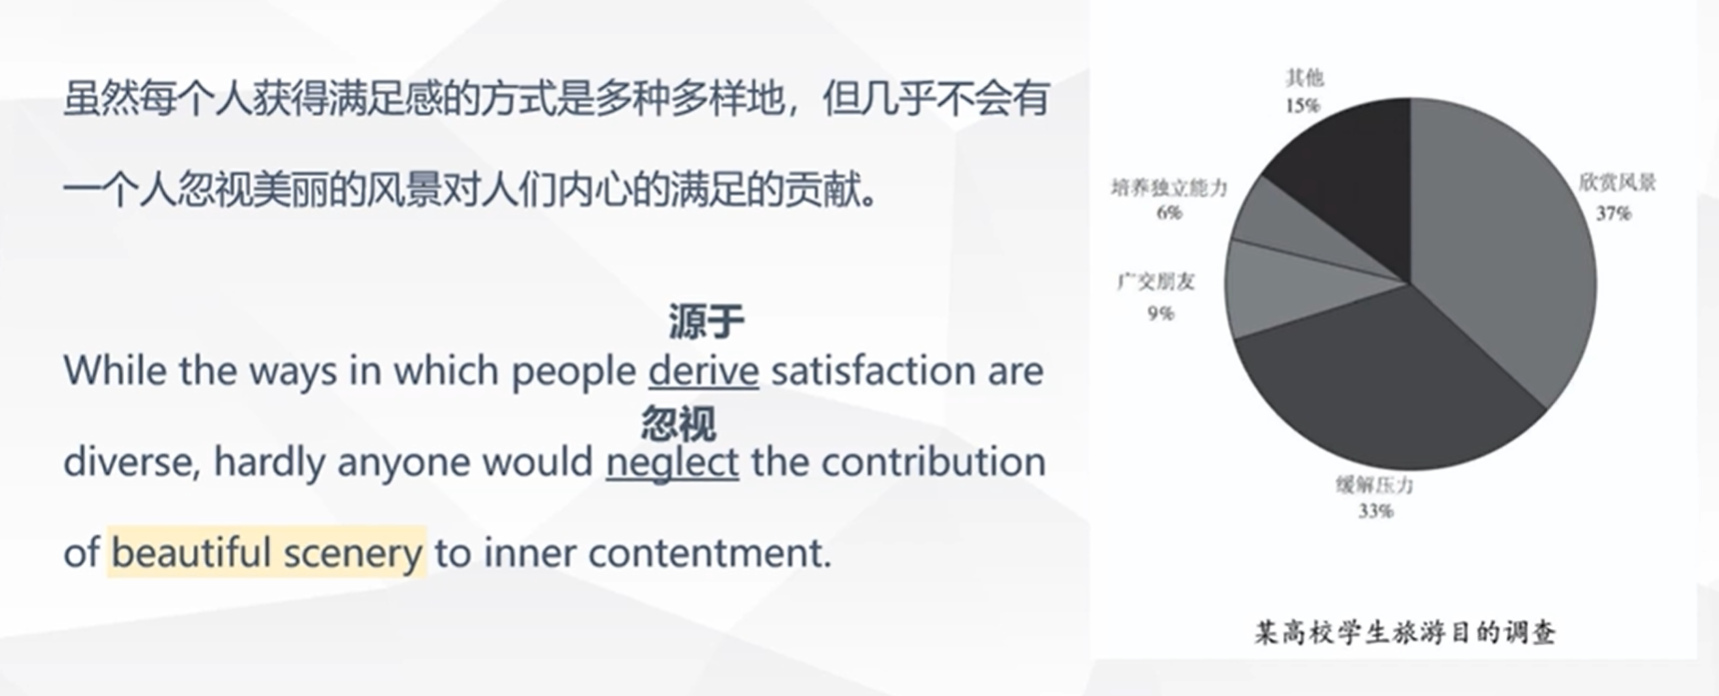 虽然每个人获得满足感的方式是多种多样地，但几乎不会有
一个人忽视美丽的风景对人们内心的满足的贡献。
源于
While the ways in which people derive satisfaction are
忽视
diverse, hardly anyone would neglect the contribution
of beautiful scenery to inner contentment.
其他
15%
培养独立能力
6%
欣赏风景
37%
广交朋友
9%
缓解压力
33%
某高校学生旅游目的调查